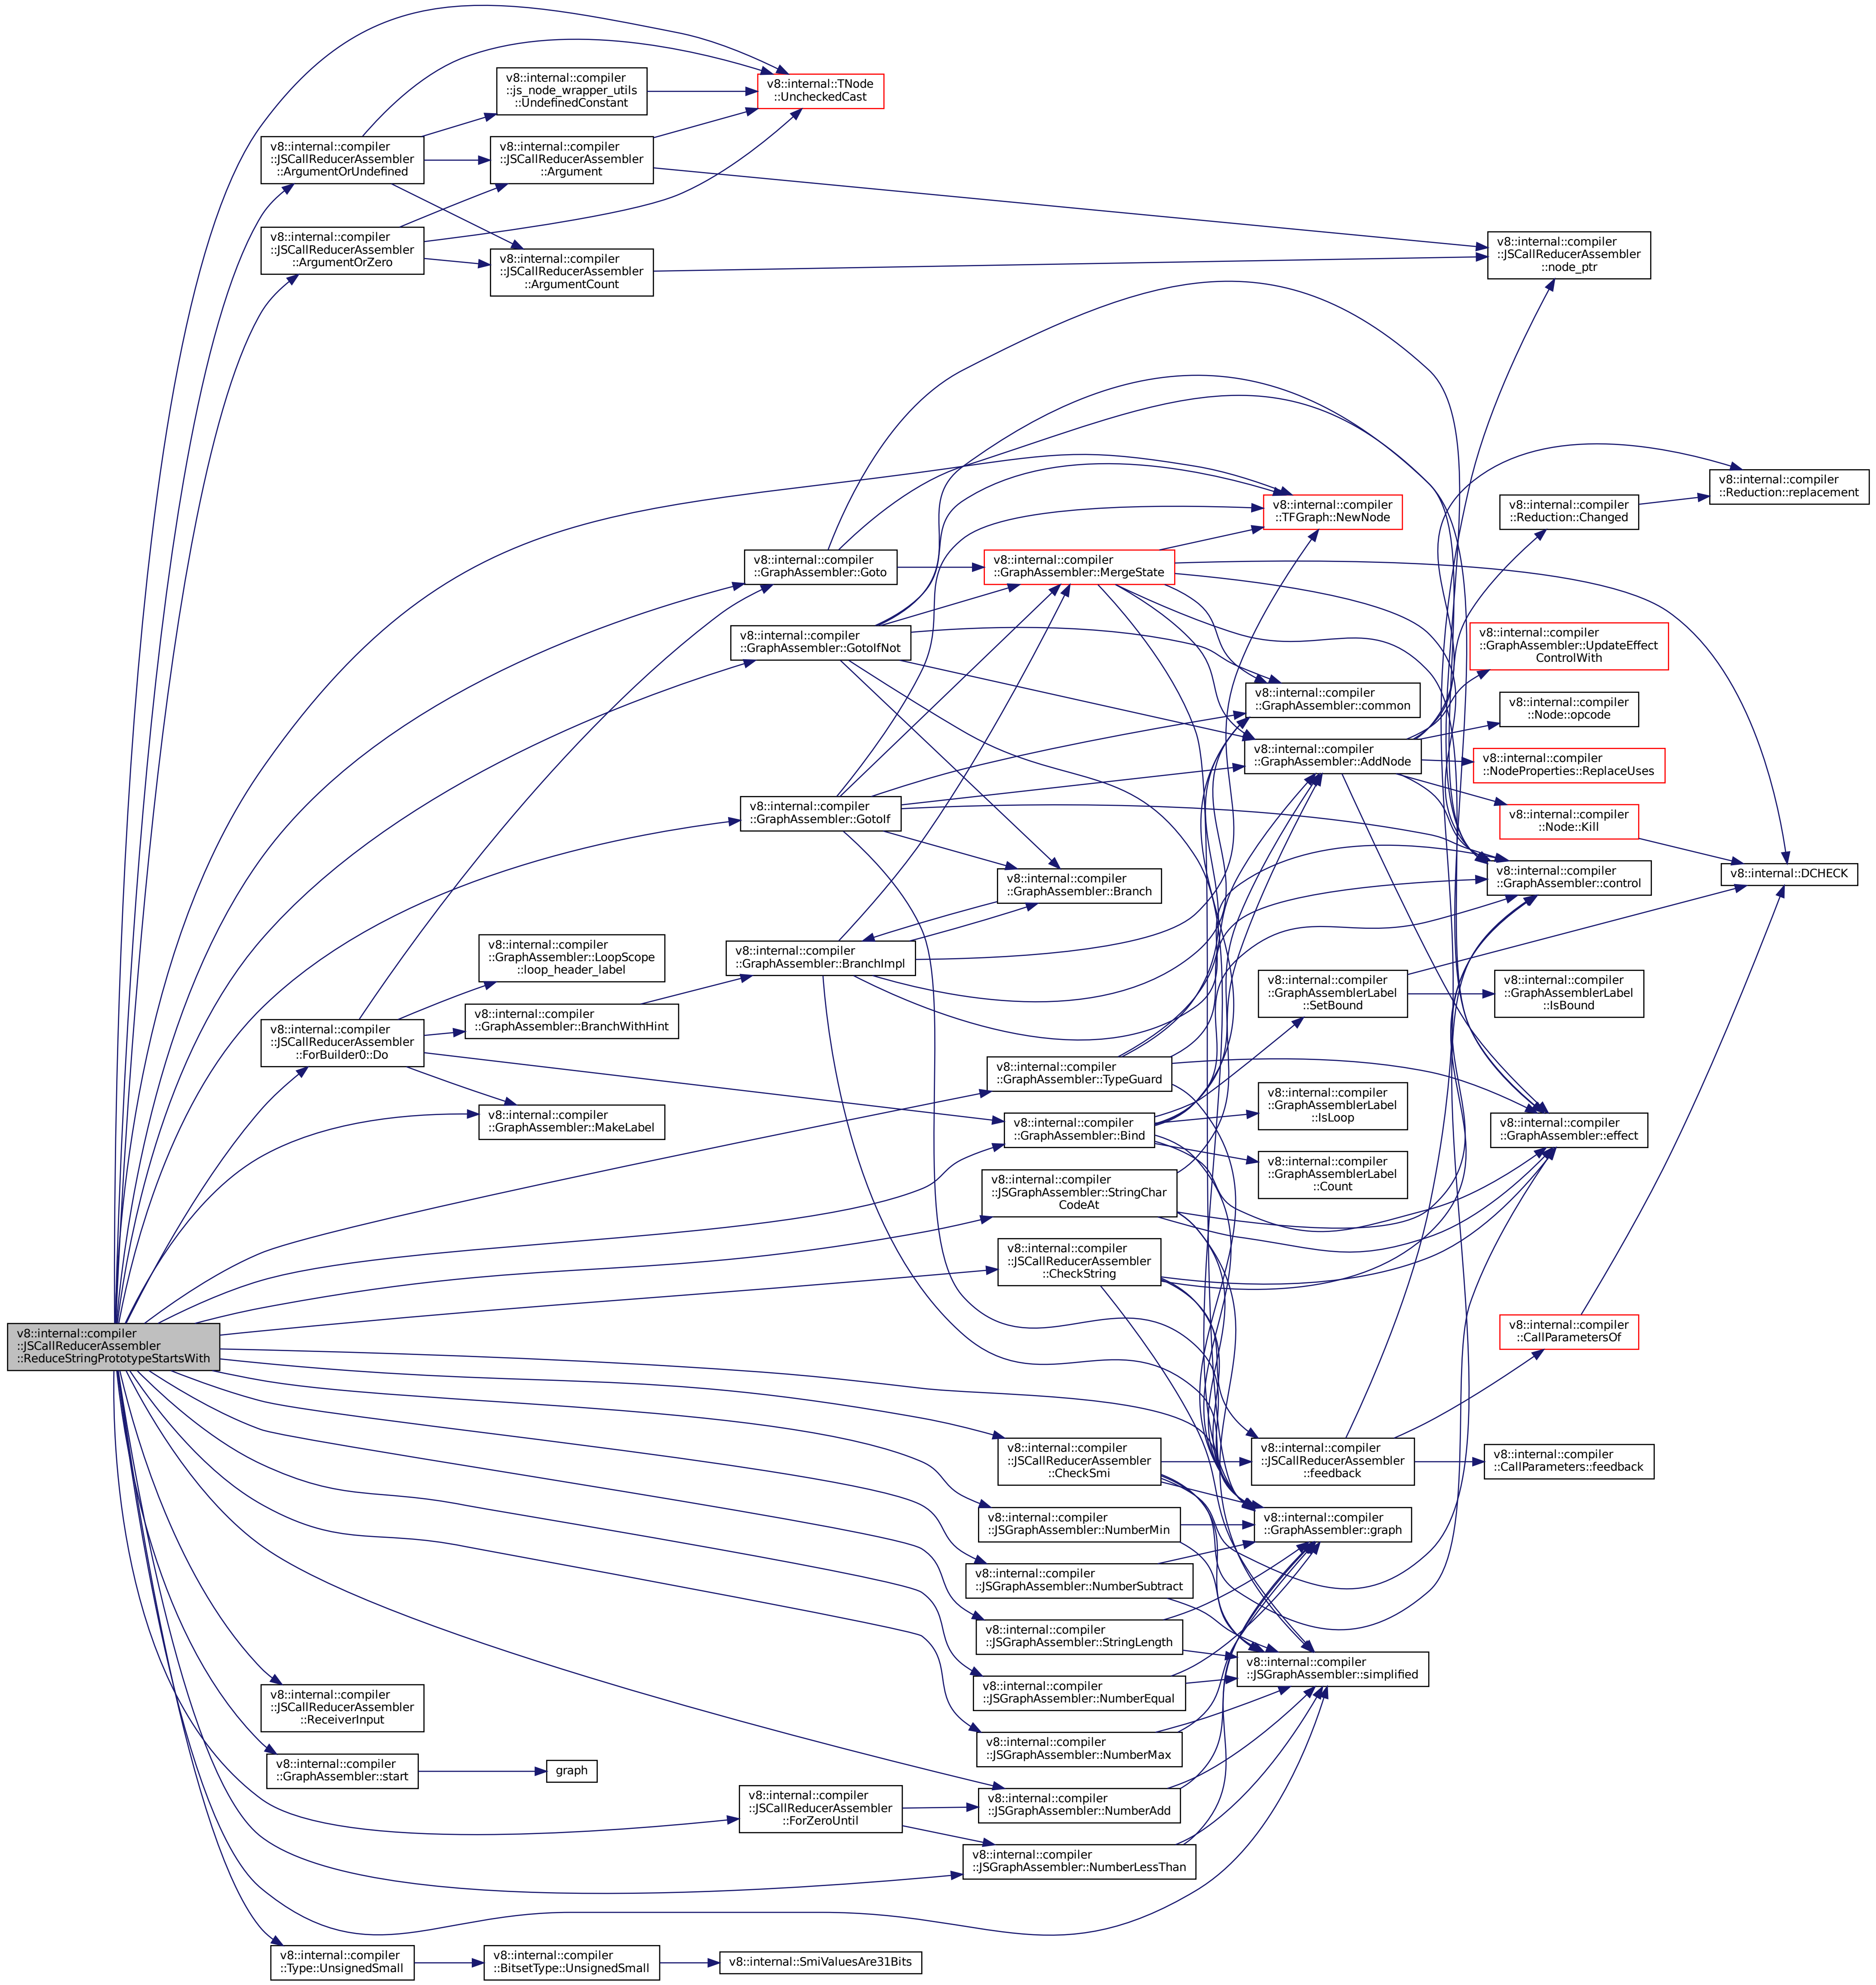 v8::internal::compiler
::JSCallReducerAssembler
::ReduceStringPrototypeStartsWith
v8::internal::compiler
::JSCallReducerAssembler
::ArgumentOrUndefined
v8::internal::compiler
::JSCallReducerAssembler
::ArgumentOrZero
v8::internal::compiler
::JSCallReducerAssembler
::ForBuilder0::Do
v8::internal::compiler
::JSCallReducerAssembler
::ReceiverInput
v8::internal::compiler
::GraphAssembler::start
v8::internal::compiler
::Type::UnsignedSmall
v8::internal::compiler
::js_node_wrapper_utils
::UndefinedConstant
v8::internal::compiler
::JSCallReducerAssembler
::Argument
v8::internal::compiler
::JSCallReducerAssembler
::ArgumentCount
v8::internal::compiler
::GraphAssembler::LoopScope
::loop_header_label
v8::internal::compiler
::GraphAssembler::BranchWithHint
v8::internal::compiler
::GraphAssembler::MakeLabel
graph
v8::internal::compiler
::BitsetType::UnsignedSmall
v8::internal::TNode
::UncheckedCast
v8::internal::compiler
::GraphAssembler::Goto
v8::internal::compiler
::GraphAssembler::GotoIfNot
v8::internal::compiler
::GraphAssembler::GotoIf
v8::internal::compiler
::GraphAssembler::BranchImpl
v8::internal::compiler
::JSCallReducerAssembler
::ForZeroUntil
v8::internal::SmiValuesAre31Bits
v8::internal::compiler
::GraphAssembler::MergeState
v8::internal::compiler
::GraphAssembler::Branch
v8::internal::compiler
::GraphAssembler::TypeGuard
v8::internal::compiler
::GraphAssembler::Bind
v8::internal::compiler
::JSGraphAssembler::StringChar
CodeAt
v8::internal::compiler
::JSCallReducerAssembler
::CheckString
v8::internal::compiler
::JSCallReducerAssembler
::CheckSmi
v8::internal::compiler
::JSGraphAssembler::NumberMin
v8::internal::compiler
::JSGraphAssembler::NumberSubtract
v8::internal::compiler
::JSGraphAssembler::StringLength
v8::internal::compiler
::JSGraphAssembler::NumberEqual
v8::internal::compiler
::JSGraphAssembler::NumberMax
v8::internal::compiler
::JSGraphAssembler::NumberAdd
v8::internal::compiler
::JSGraphAssembler::NumberLessThan
v8::internal::compiler
::TFGraph::NewNode
v8::internal::compiler
::GraphAssembler::common
v8::internal::compiler
::GraphAssembler::AddNode
v8::internal::compiler
::GraphAssemblerLabel
::SetBound
v8::internal::compiler
::GraphAssemblerLabel
::IsLoop
v8::internal::compiler
::GraphAssemblerLabel
::Count
v8::internal::compiler
::JSCallReducerAssembler
::feedback
v8::internal::compiler
::GraphAssembler::graph
v8::internal::compiler
::JSGraphAssembler::simplified
v8::internal::compiler
::JSCallReducerAssembler
::node_ptr
v8::internal::compiler
::Reduction::Changed
v8::internal::compiler
::GraphAssembler::UpdateEffect
ControlWith
v8::internal::compiler
::Node::opcode
v8::internal::compiler
::NodeProperties::ReplaceUses
v8::internal::compiler
::Node::Kill
v8::internal::compiler
::GraphAssembler::control
v8::internal::compiler
::GraphAssemblerLabel
::IsBound
v8::internal::compiler
::GraphAssembler::effect
v8::internal::compiler
::CallParametersOf
v8::internal::compiler
::CallParameters::feedback
v8::internal::compiler
::Reduction::replacement
v8::internal::DCHECK